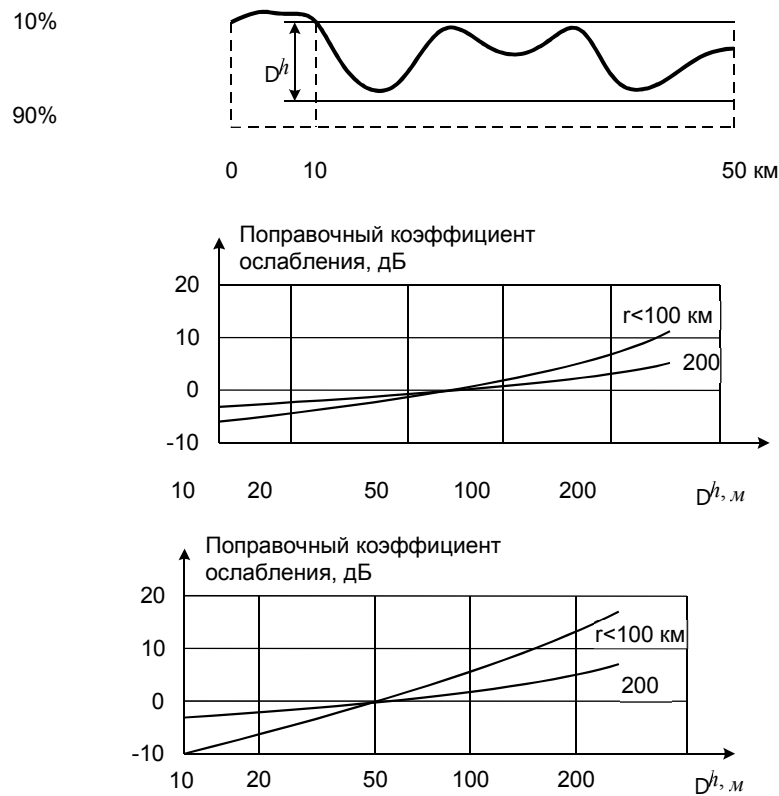 10%
Dh
90%
0 10 50 км
Поправочный коэффициент
ослабления, дБ
20
r<100 км
10
200
0
-10
10 20 50 100 200 Dh, м
Поправочный коэффициент
ослабления, дБ
20
r<100 км
10
200
0
-10
10 20 50 100 200 Dh, м